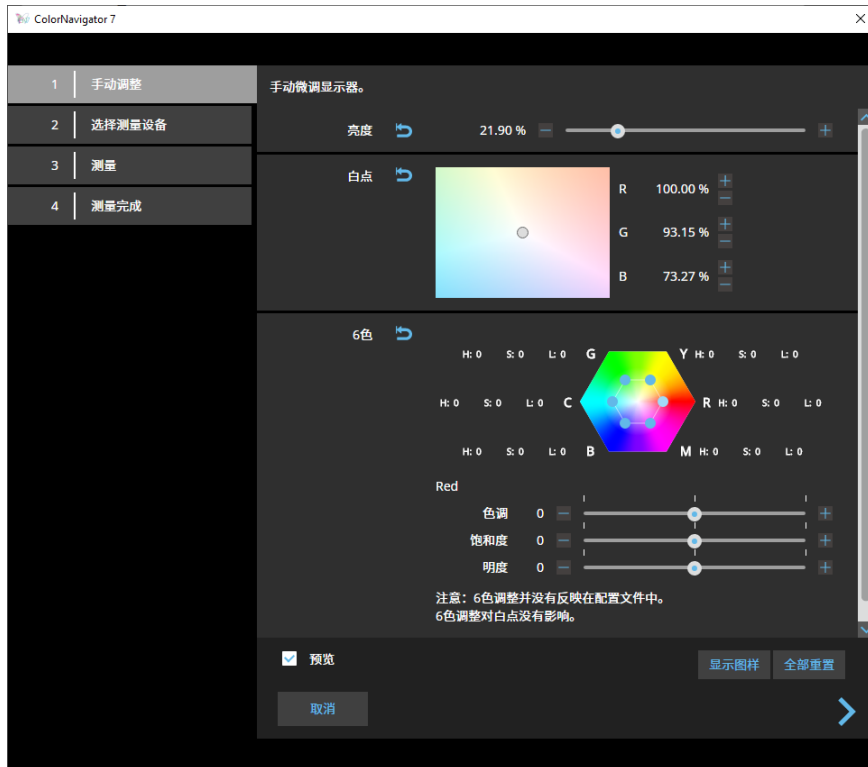 ColorNavigator 7
1 手动调整
2 选择测量设备
3 测量
4 测量完成
手动微调显示器。
亮度 21.90 %
白点
R 100.00 %
G 93.15 %
B 73.27 %
6色
H: 0 S: 0 L: 0 G Y H: 0 S: 0 L: 0
H: 0 S: 0 L: 0 C R H: 0 S: 0 L: 0
H: 0 S: 0 L: 0 B M H: 0 S: 0 L: 0
Red
色调 0
饱和度 0
明度 0
注意：6色调整并没有反映在配置文件中。
6色调整对白点没有影响。
预览
显示图样 全部重置
取消